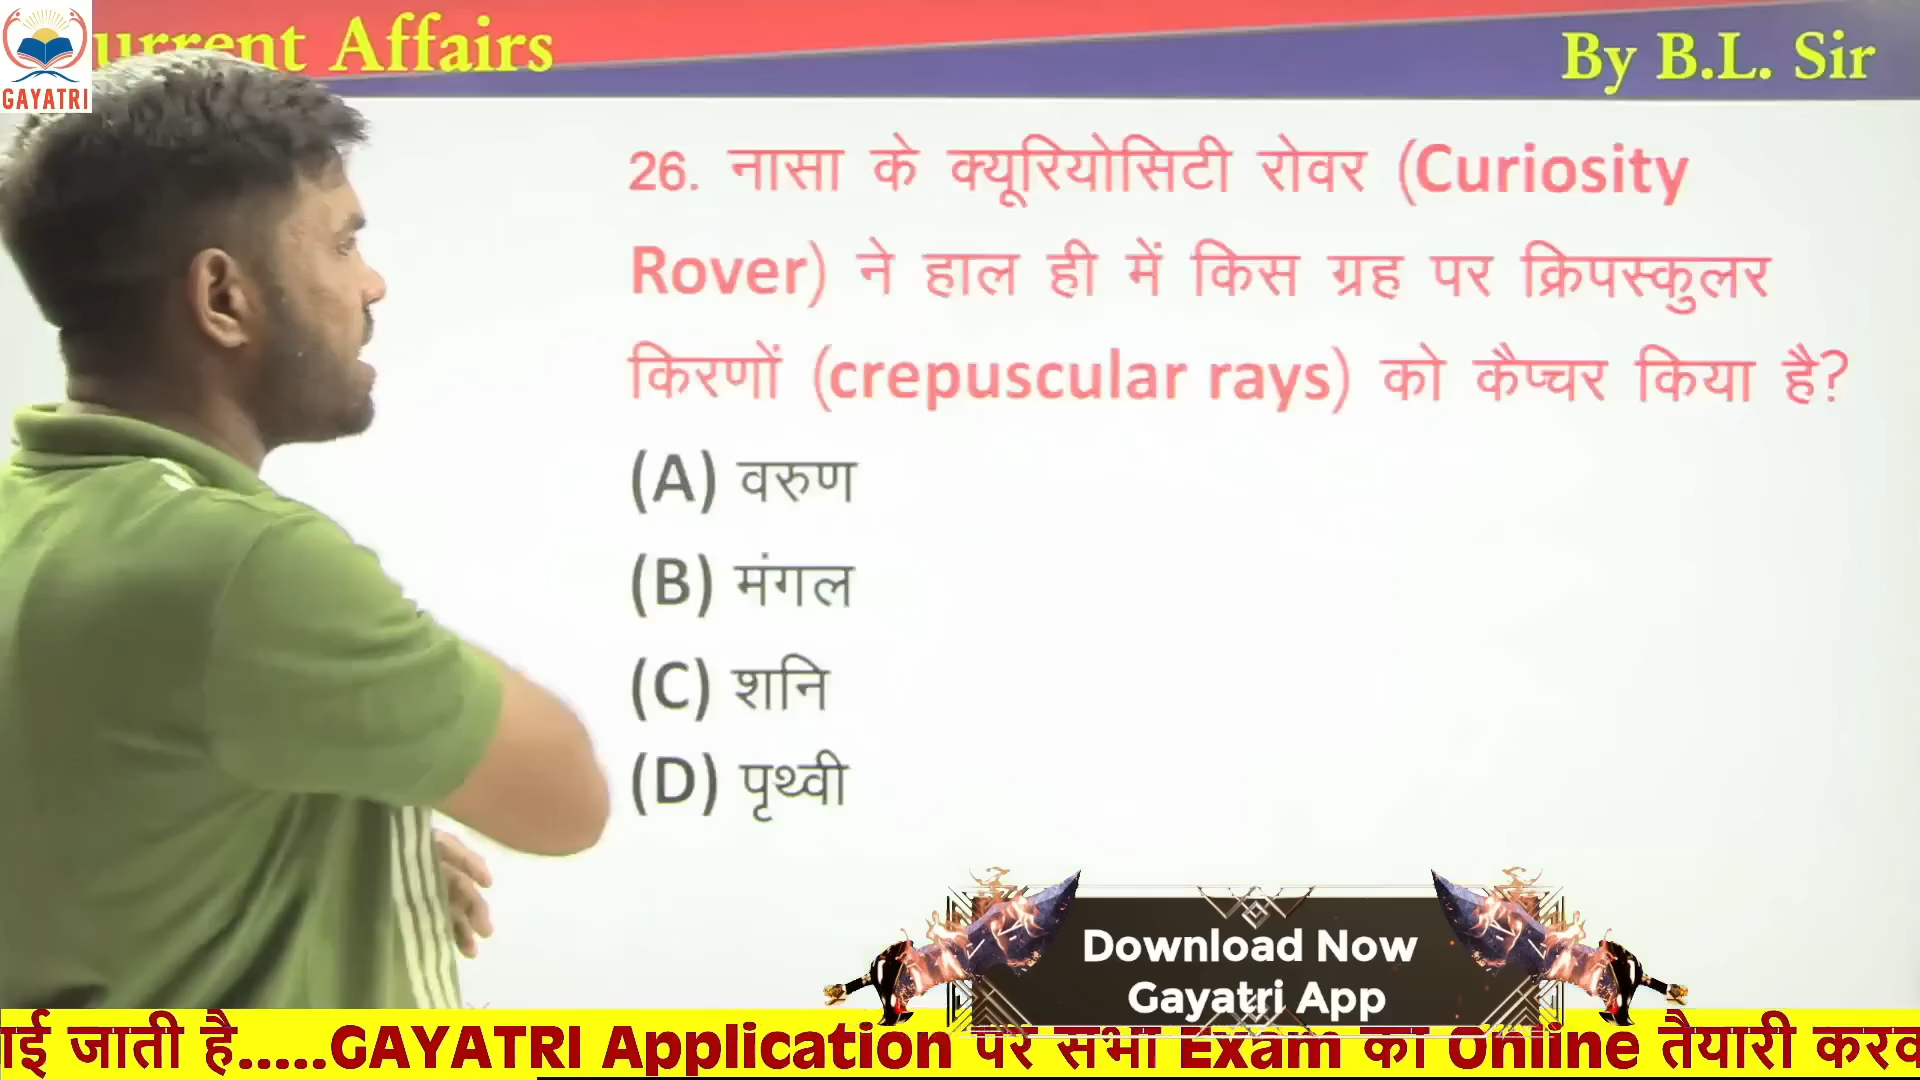 GAYATRI
urrent Affairs
By B.L. Sir
26. नासा के क्यूरियोसिटी रोवर (Curiosity
Rover) ने हाल ही में किस ग्रह पर क्रिपस्कुलर
किरणों (crepuscular rays) को कैप्चर किया है?
(A) वरुण
(B) मंगल
(C) शनि
(D) पृथ्वी
Download Now
Gayatri App
जाती है.....GAYATRI Application पर सभी Exam की Online तैयारी